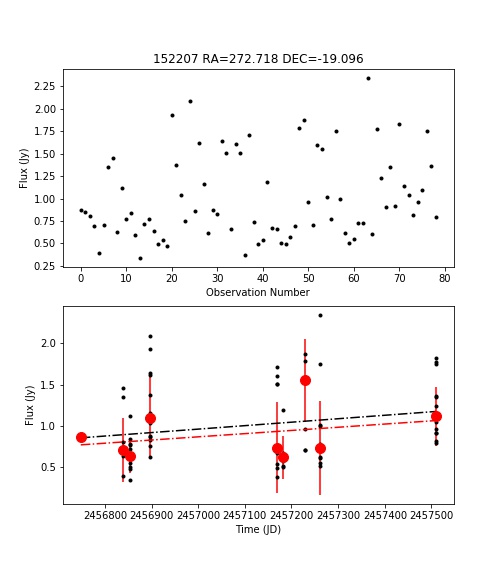 152207 RA=272.718 DEC=-19.096
Flux (Jy)
2.25
2.00
1.75
1.50
1.25
1.00
0.75
0.50
0.25
0 10 20 30 40 50 60 70 80
Observation Number
Flux (Jy)
2.0
1.5
1.0
0.5
2456800 2456900 2457000 2457100 2457200 2457300 2457400 2457500
Time (JD)